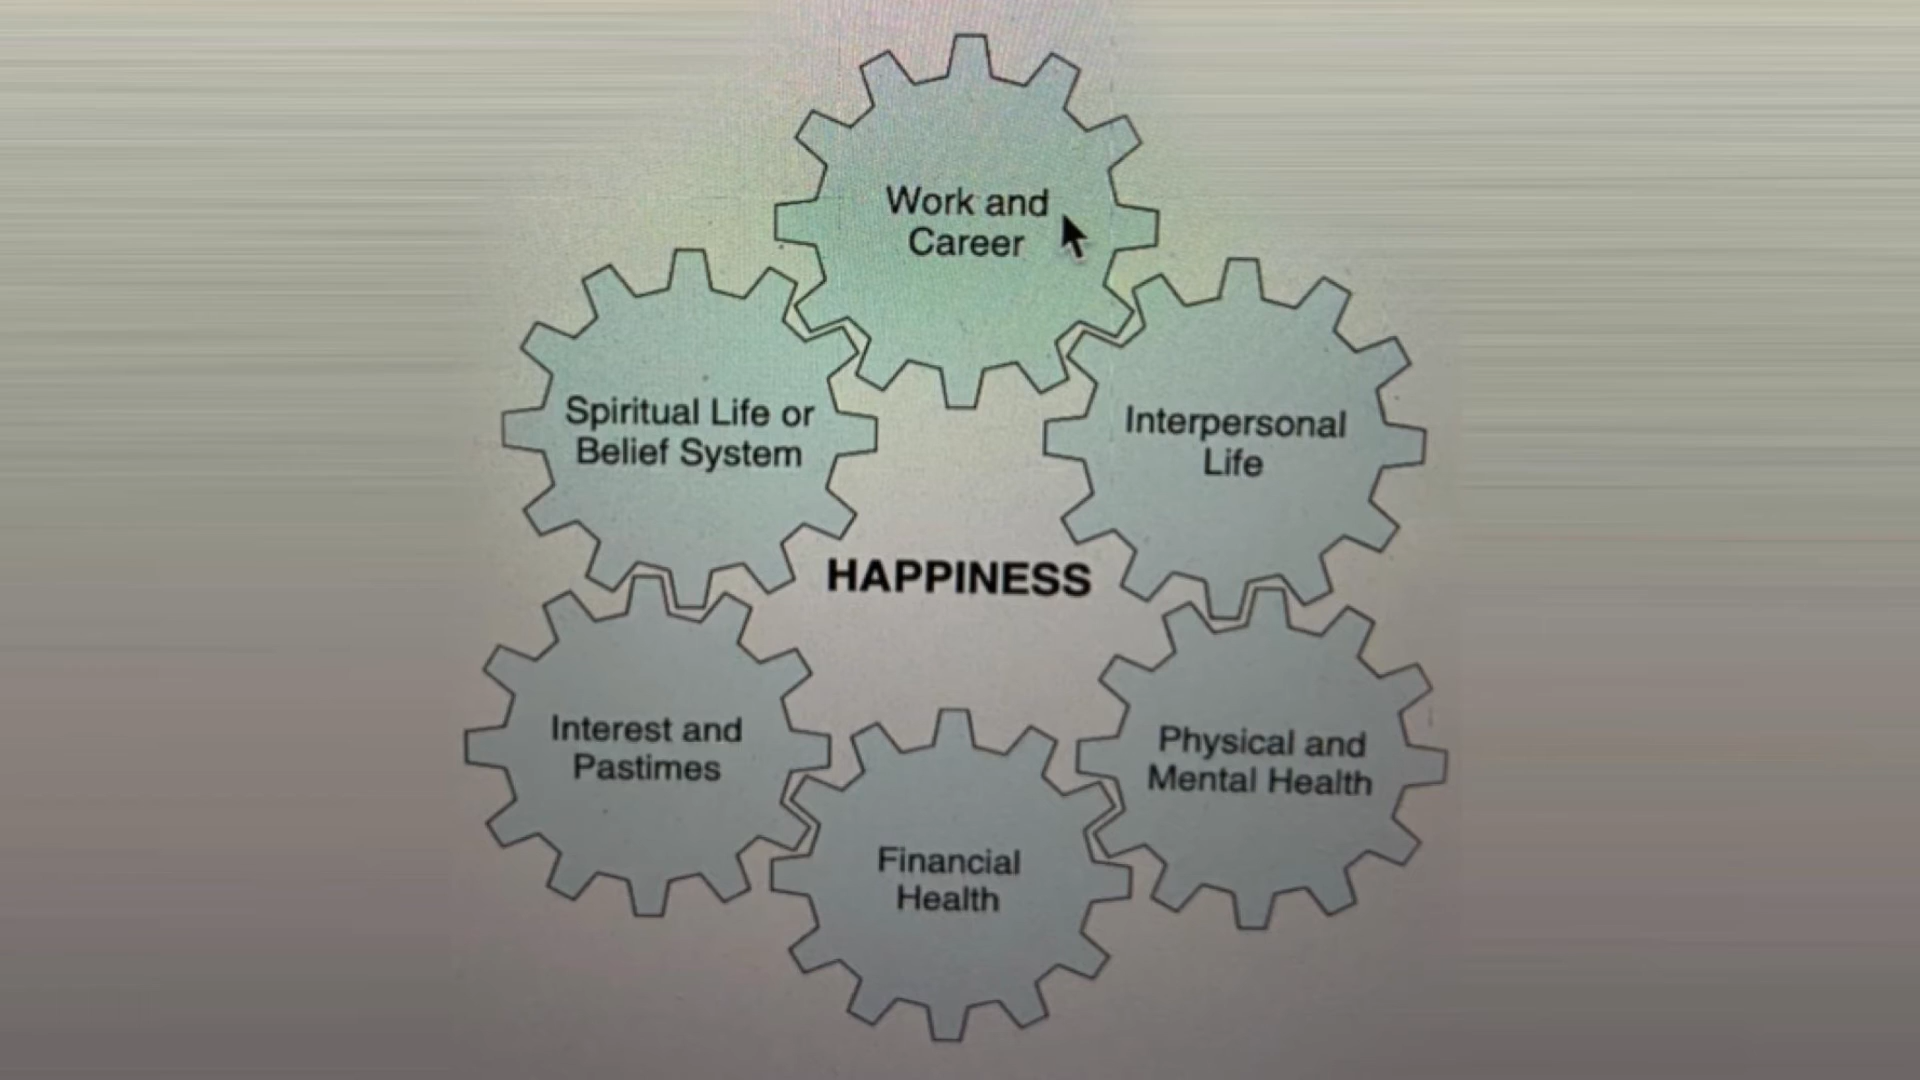 Work and
Career
Spiritual Life or
Belief System
Interpersonal
Life
HAPPINESS
Interest and
Pastimes
Physical and
Mental Health
Financial
Health